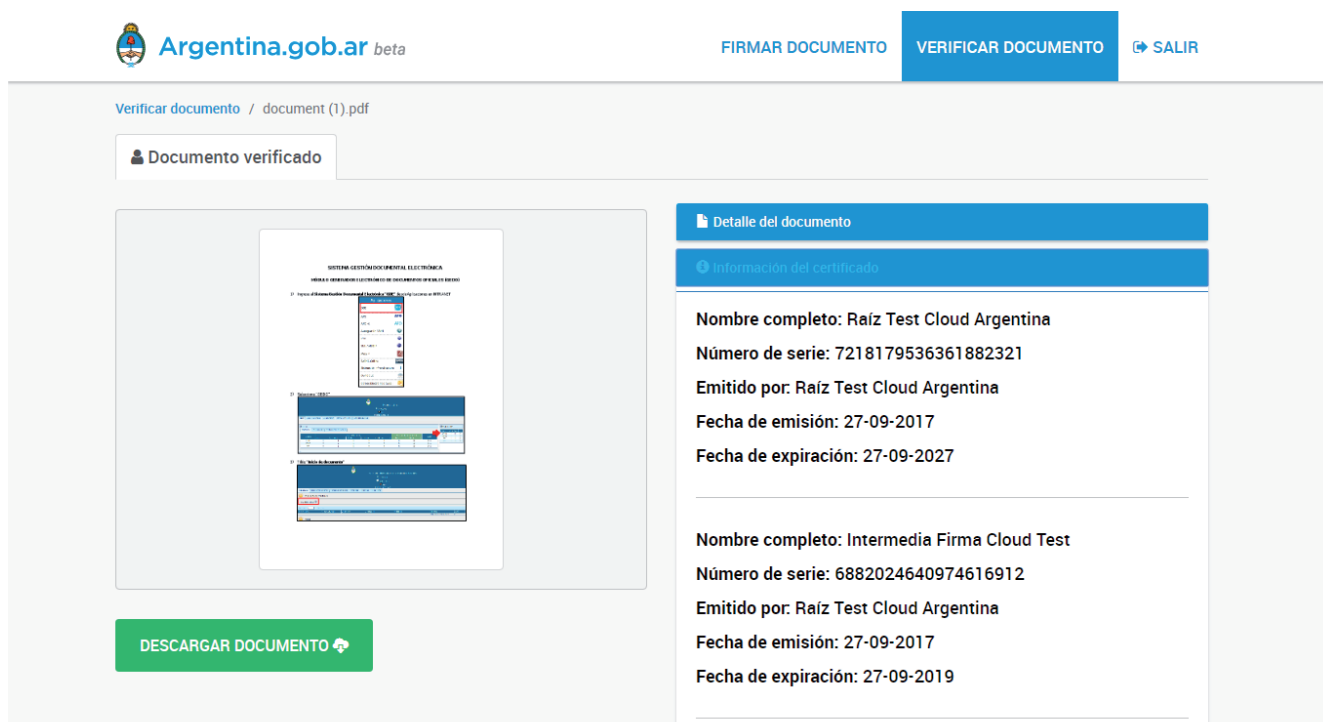 Argentina.gob.ar beta
FIRMAR DOCUMENTO
VERIFICAR DOCUMENTO
SALIR
Verificar documento / document (1).pdf
Documento verificado
SISTEMA GESTIÓN DOCUMENTAL ELECTRÓNICA
DESCARGAR DOCUMENTO
Detalle del documento
Información del certificado
Nombre completo: Raíz Test Cloud Argentina
Número de serie: 7218179536361882321
Emitido por: Raíz Test Cloud Argentina
Fecha de emisión: 27-09-2017
Fecha de expiración: 27-09-2027
Nombre completo: Intermedia Firma Cloud Test
Número de serie: 6882024640974616912
Emitido por: Raíz Test Cloud Argentina
Fecha de emisión: 27-09-2017
Fecha de expiración: 27-09-2019